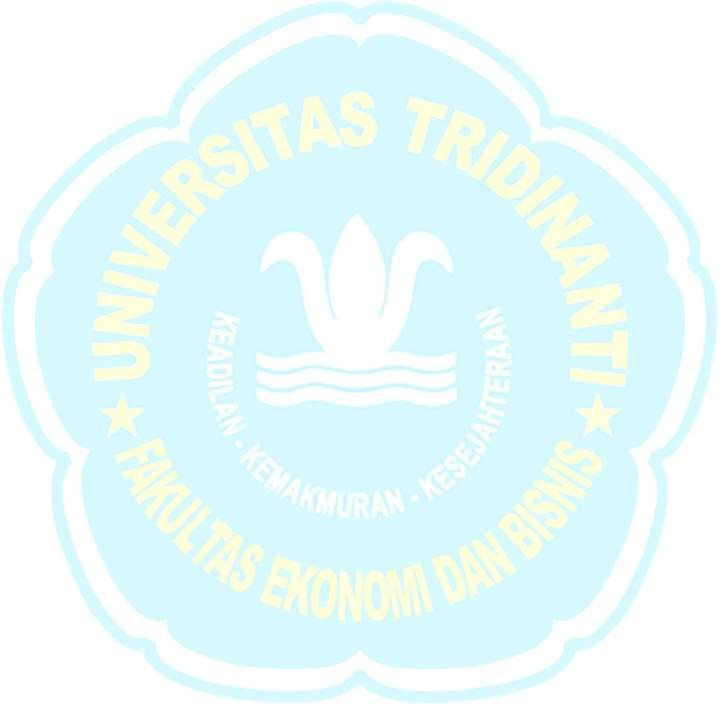 UNIVERSITAS TRIDINANTI
KEADILAN - KEMAKMURAN - KESEJAHTERAAN
FAKULTAS EKONOMI DAN BISNIS